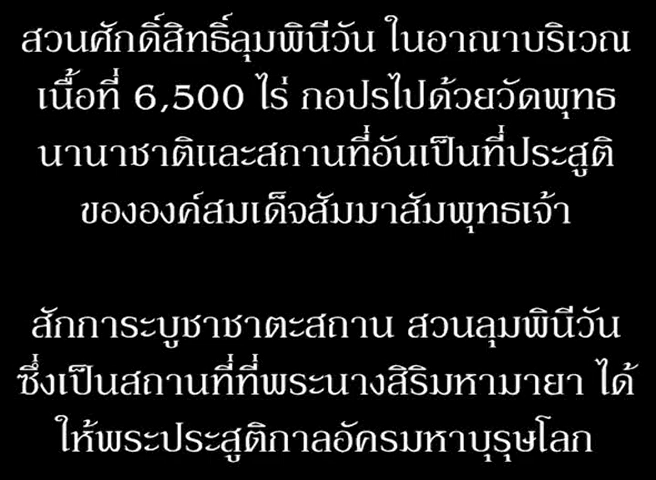 สวนศักดิ์สิทธิ์ลุมพินีวัน ในอาณาบริเวณ
เนื้อที่ 6,500 ไร่ กอปรไปด้วยวัดพุทธ
นานาชาติและสถานที่อันเป็นที่ประสูติ
ขององค์สมเด็จสัมมาสัมพุทธเจ้า
สักการะบูชาชาตะสถาน สวนลุมพินีวัน
ซึ่งเป็นสถานที่ที่พระนางสิริมหามายา ได้
ให้พระประสูติกาลอัครมหาบุรุษโลก